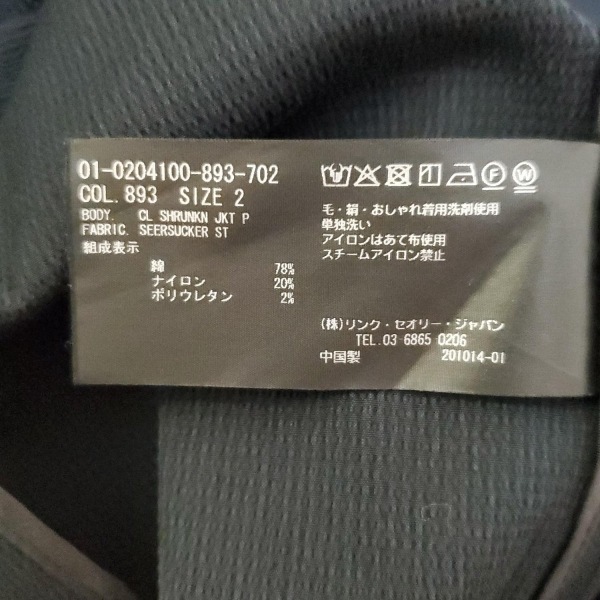 01-0204100-893-702
COL. 893 SIZE 2
BODY. CL SHRUNKN JKT P
FABRIC. SEERSUCKER ST
組成表示
綿 78%
ナイロン 20%
ポリウレタン 2%
F W
毛・絹・おしゃれ着用洗剤使用
単独洗い
アイロンはあて布使用
スチームアイロン禁止
(株)リンク・セオリー・ジャパン
TEL.03-6865 0206
中国製 201014-01